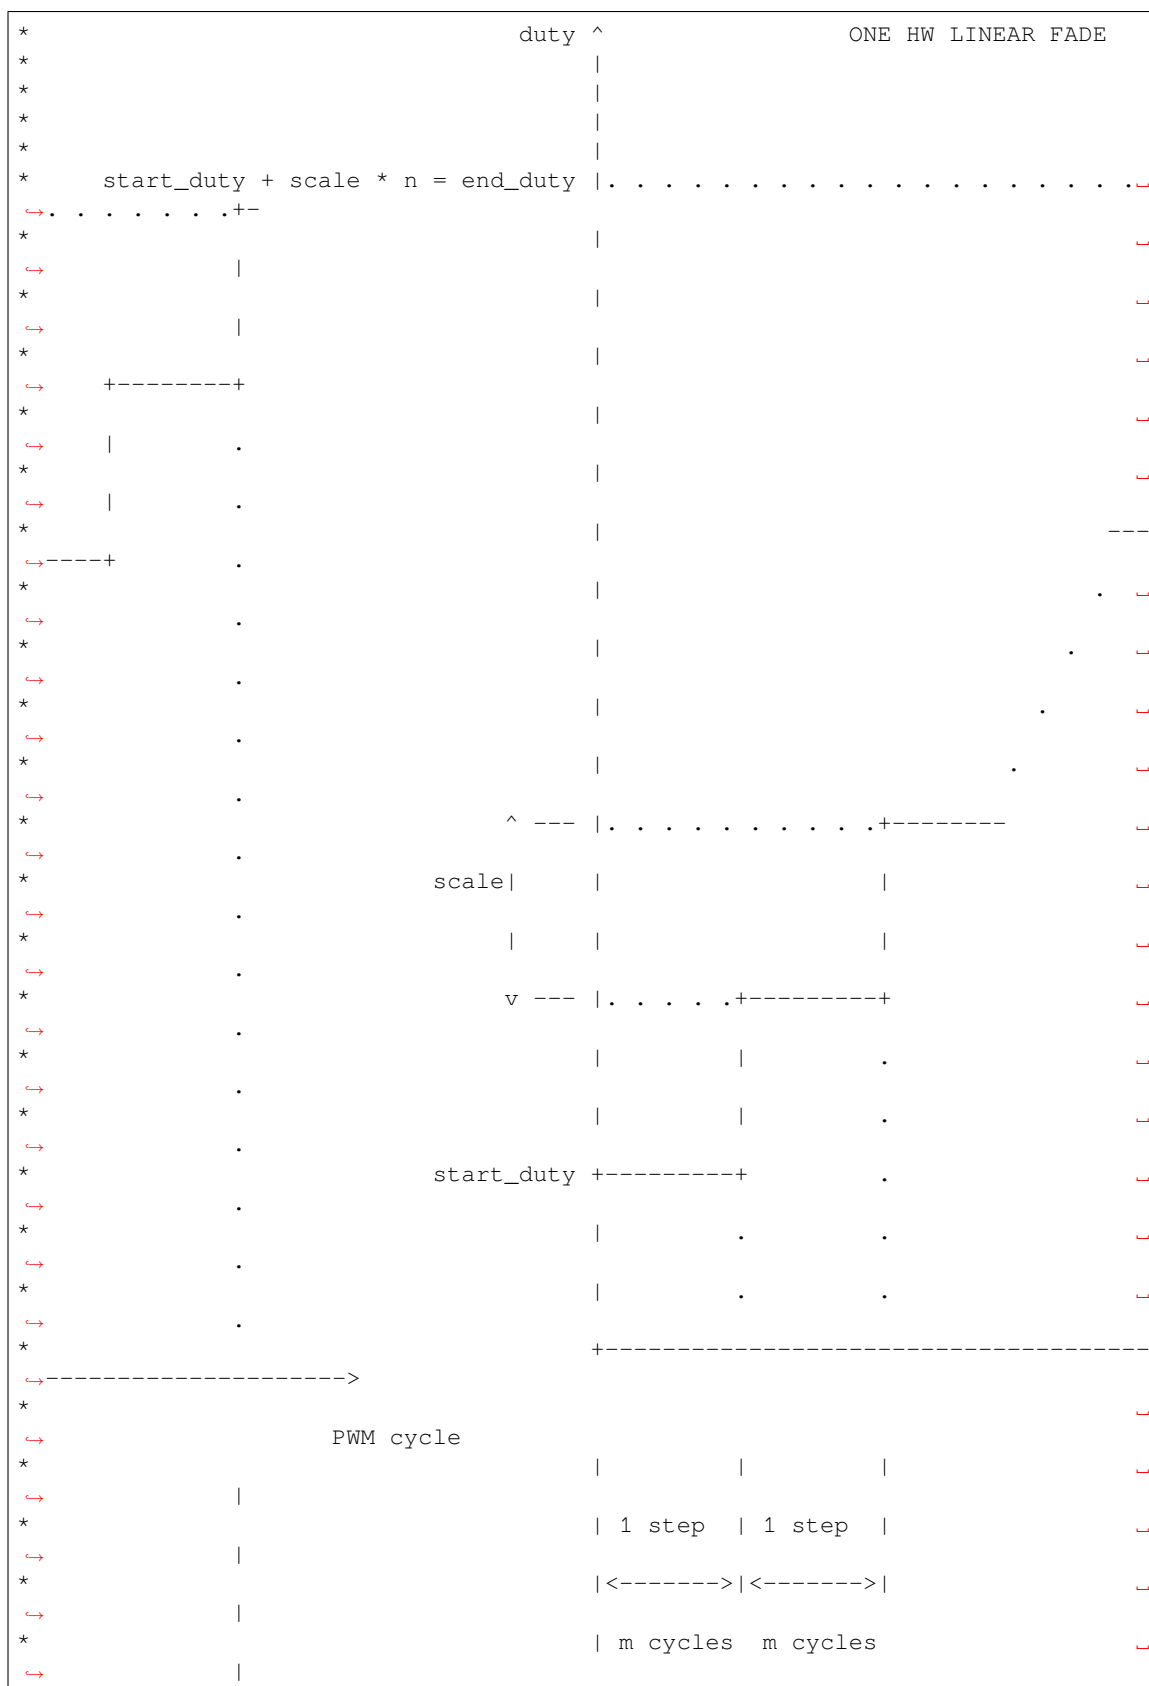 *                                  duty ^                 ONE HW LINEAR FADE
*                                       |
*                                       |
*                                       |
*                                       |
*     start_duty + scale * n = end_duty |. . . . . . . . . . . . . . . . . . .␣
↪. . . . . . .+-
*                                       |                                     ␣
↪             |
*                                       |                                     ␣
↪             |
*                                       |                                     ␣
↪    +--------+
*                                       |                                     ␣
↪    |        .
*                                       |                                     ␣
↪    |        .
*                                       |                                   ---
↪----+        .
*                                       |                                  .  ␣
↪             .
*                                       |                                .    ␣
↪             .
*                                       |                              .      ␣
↪             .
*                                       |                            .        ␣
↪             .
*                                 ^ --- |. . . . . . . . . .+--------         ␣
↪             .
*                            scale|     |                   |                 ␣
↪             .
*                                 |     |                   |                 ␣
↪             .
*                                 v --- |. . . . .+---------+                 ␣
↪             .
*                                       |         |         .                 ␣
↪             .
*                                       |         |         .                 ␣
↪             .
*                            start_duty +---------+         .                 ␣
↪             .
*                                       |         .         .                 ␣
↪             .
*                                       |         .         .                 ␣
↪             .
*                                       +--------------------------------------
↪--------------------->
*                                                                             ␣
↪                    PWM cycle
*                                       |         |         |                 ␣
↪             |
*                                       | 1 step  | 1 step  |                 ␣
↪             |
*                                       |<------->|<------->|                 ␣
↪             |
*                                       | m cycles  m cycles                  ␣
↪             |